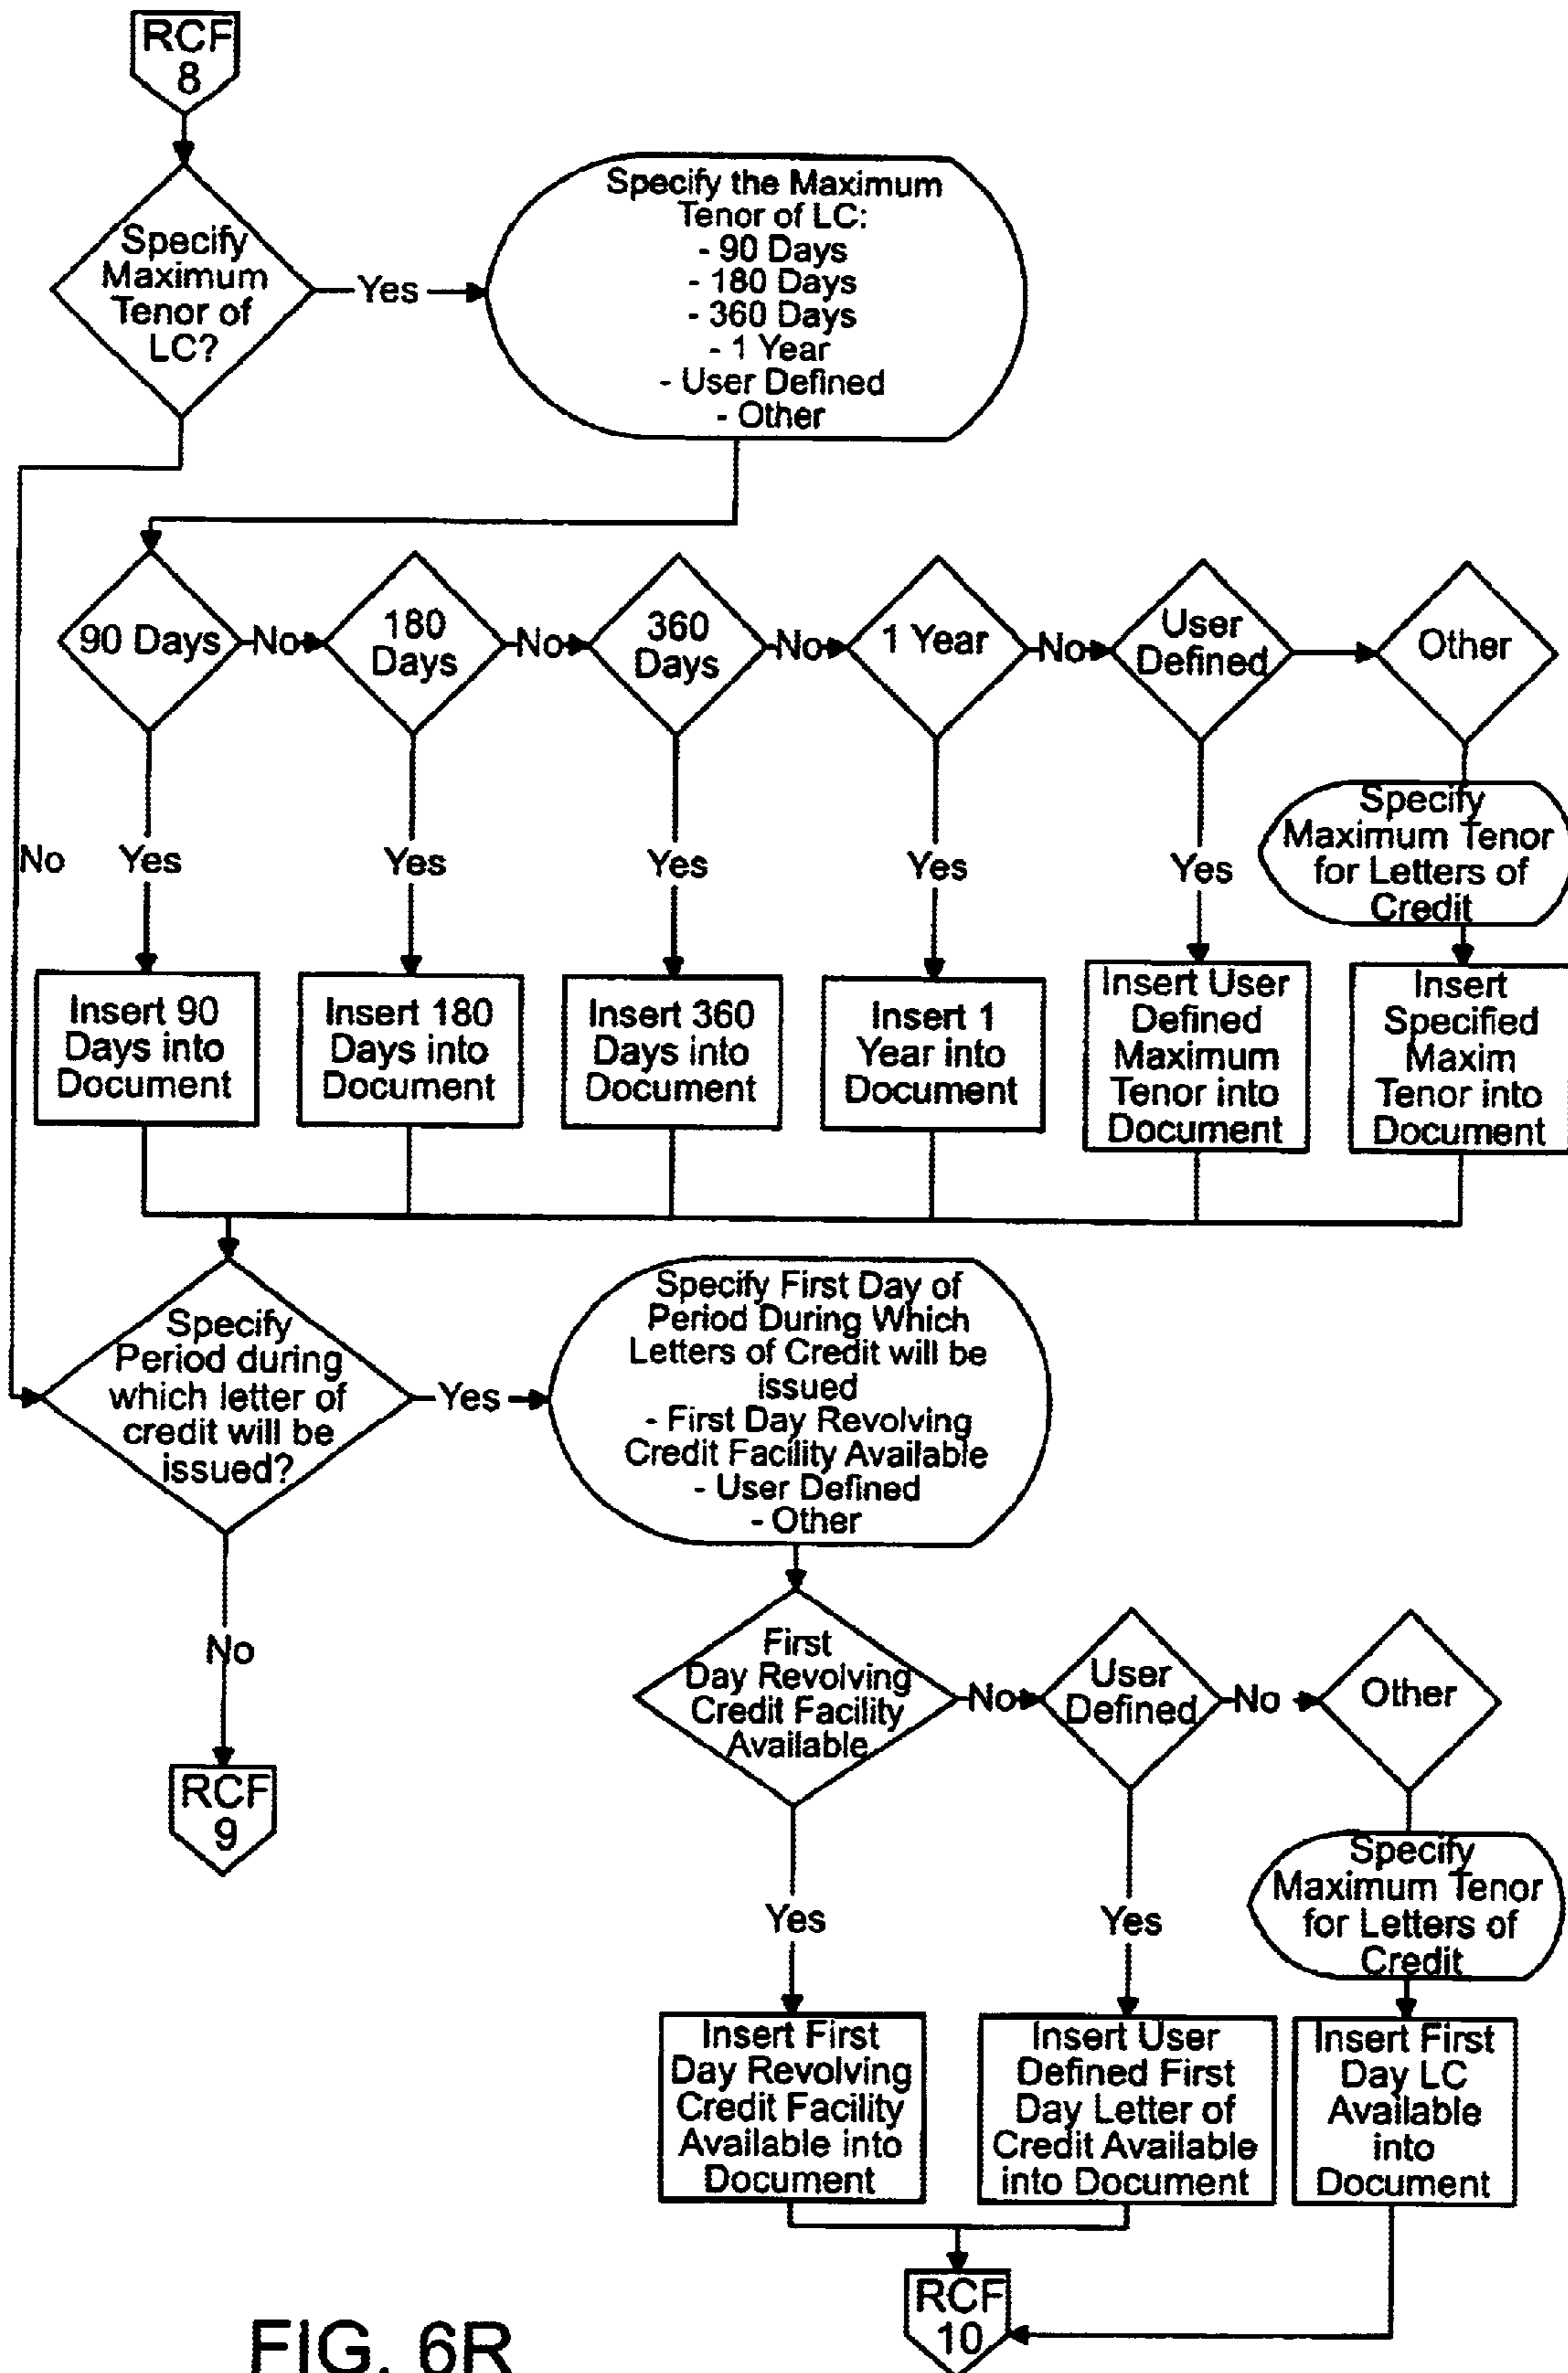 RCF
8
Specify
Maximum
Tenor of
LC?
Yes
Specify the Maximum
Tenor of LC:
- 90 Days
- 180 Days
- 360 Days
- 1 Year
- User Defined
- Other
90 Days
No
180
Days
No
360
Days
No
1 Year
No
User
Defined
Other
No
Yes
Yes
Yes
Yes
Yes
Specify
Maximum Tenor
for Letters of
Credit
Insert 90
Days into
Document
Insert 180
Days into
Document
Insert 360
Days into
Document
Insert 1
Year into
Document
Insert User
Defined
Maximum
Tenor into
Document
Insert
Specified
Maxim
Tenor into
Document
Specify
Period during
which letter of
credit will be
issued?
Yes
Specify First Day of
Period During Which
Letters of Credit will be
issued
- First Day Revolving
Credit Facility Available
- User Defined
- Other
No
RCF
9
First
Day Revolving
Credit Facility
Available
No
User
Defined
No
Other
Yes
Yes
Specify
Maximum Tenor
for Letters of
Credit
Insert First
Day Revolving
Credit Facility
Available into
Document
Insert User
Defined First
Day Letter of
Credit Available
into Document
Insert First
Day LC
Available
into
Document
RCF
10
FIG. 6R